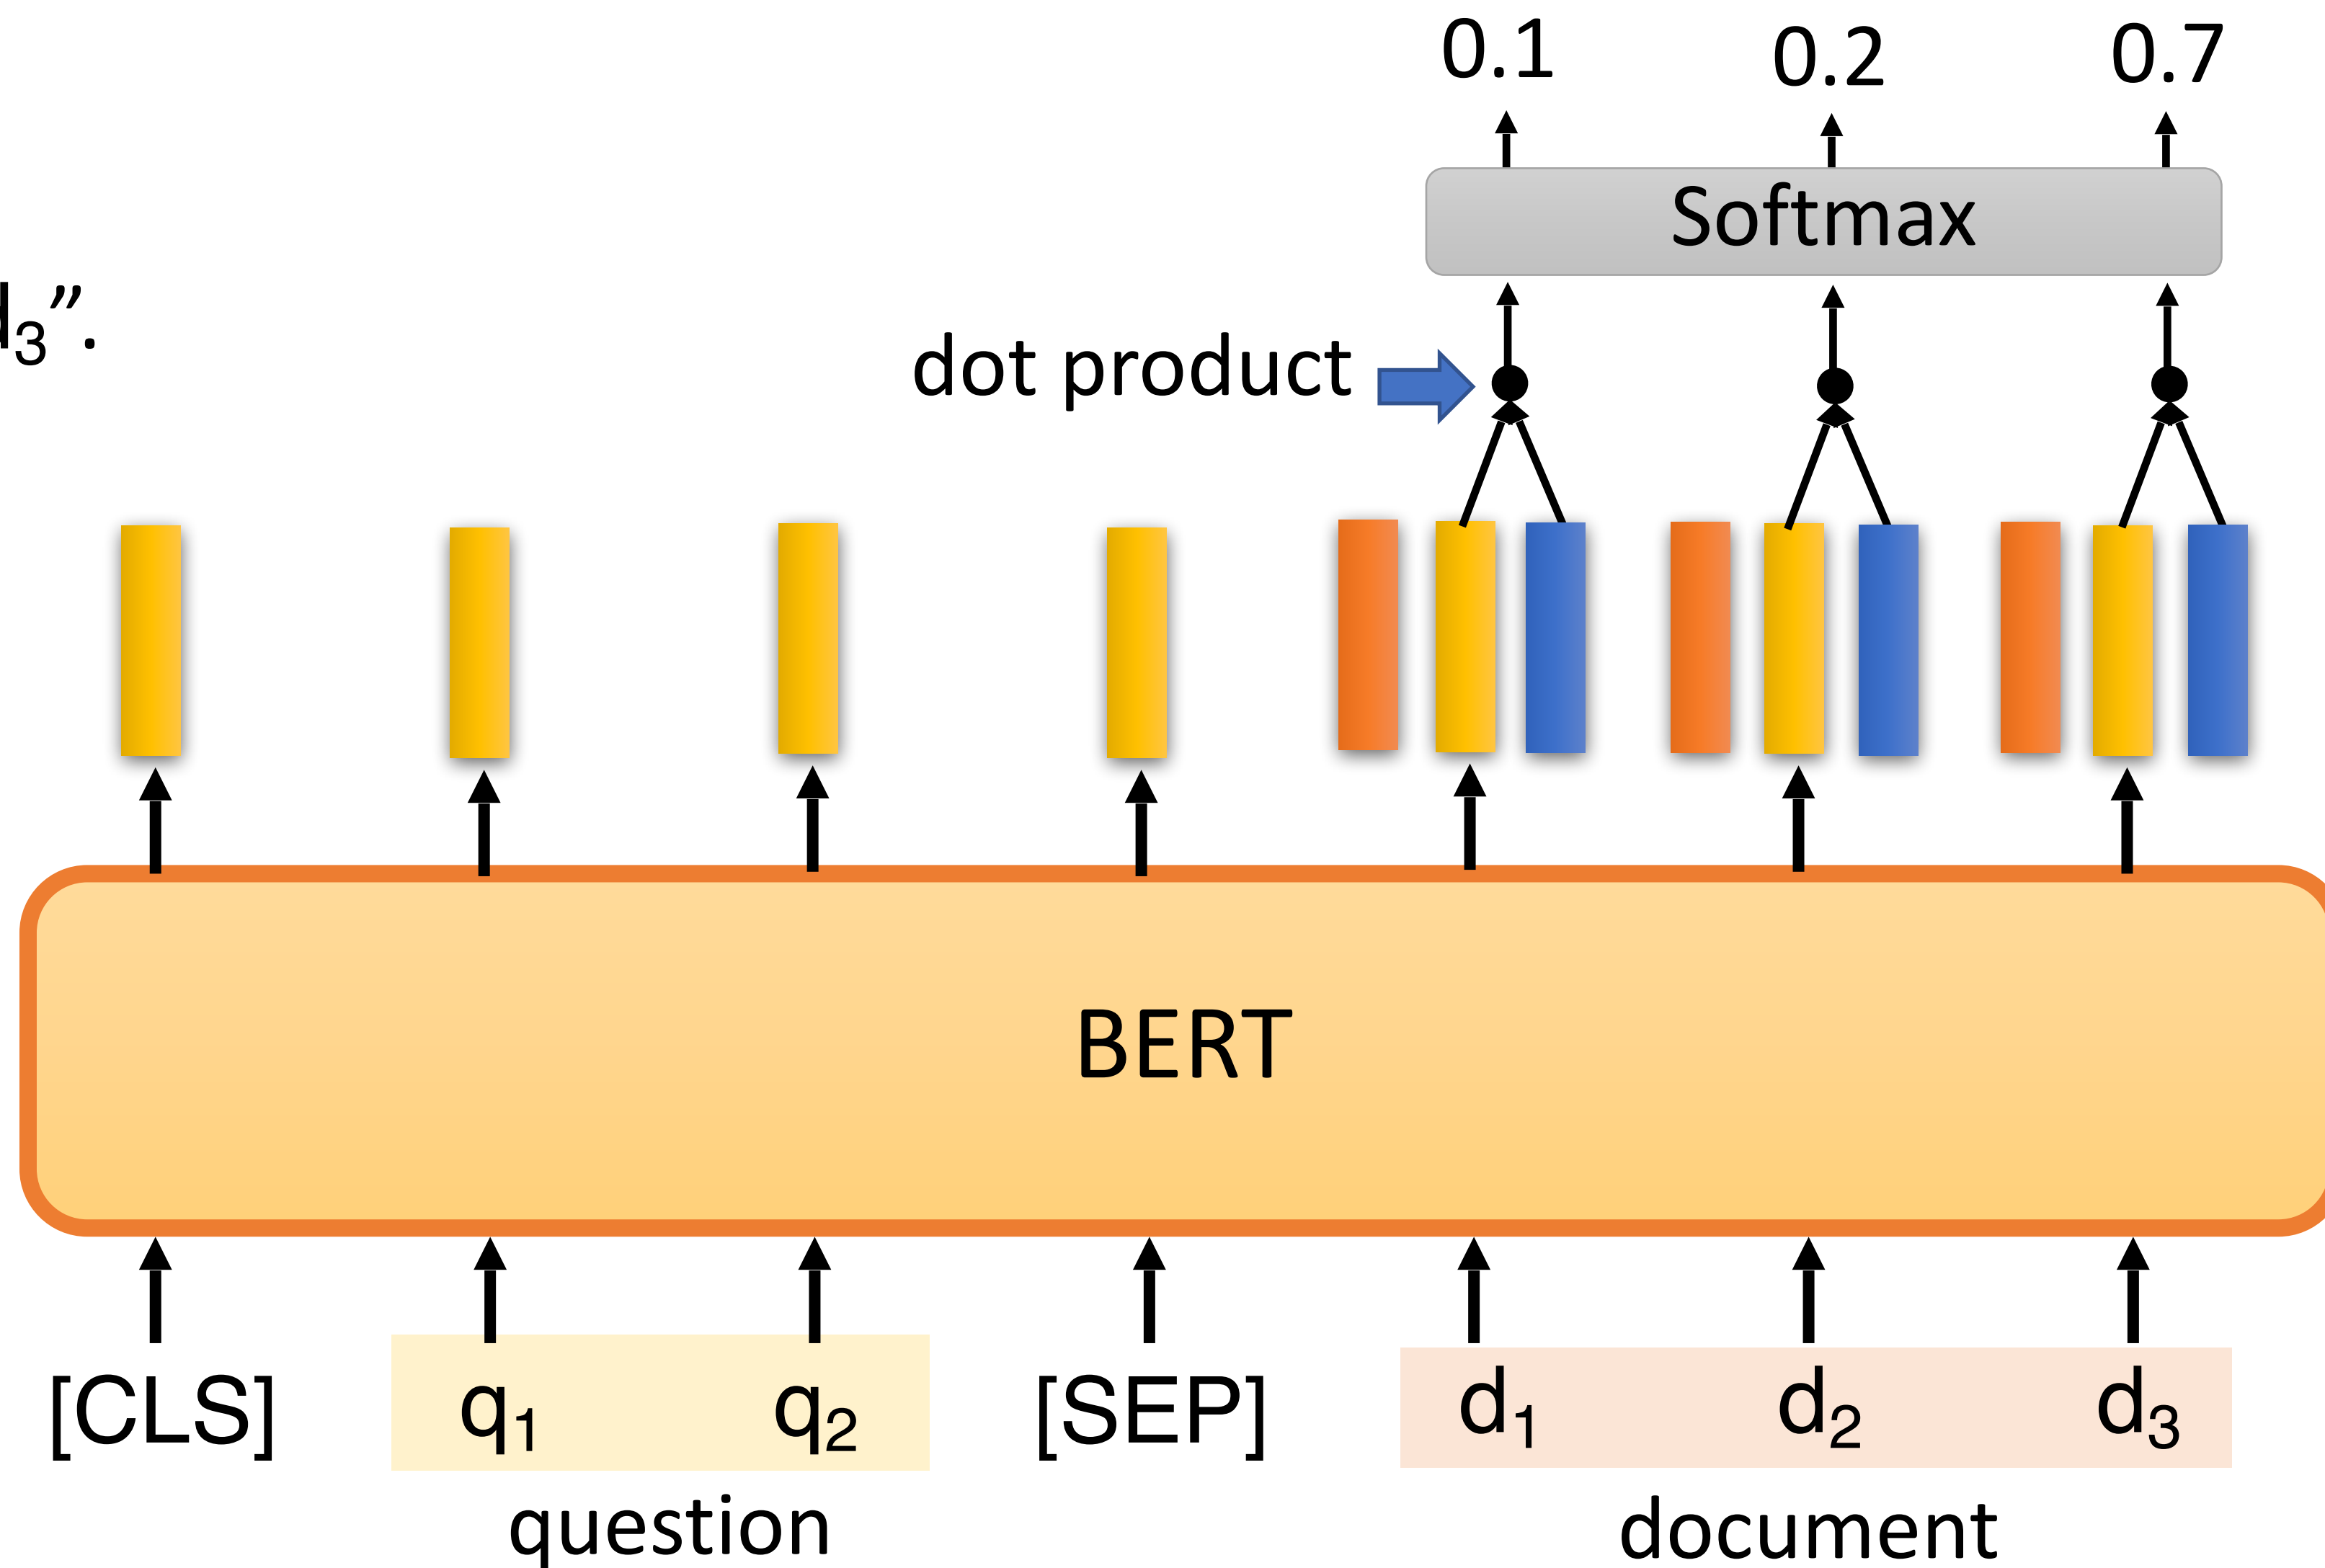 0.1 0.2 0.7
Softmax
d₃”.
dot product
BERT
[CLS] q₁ q₂ [SEP] d₁ d₂ d₃
question document